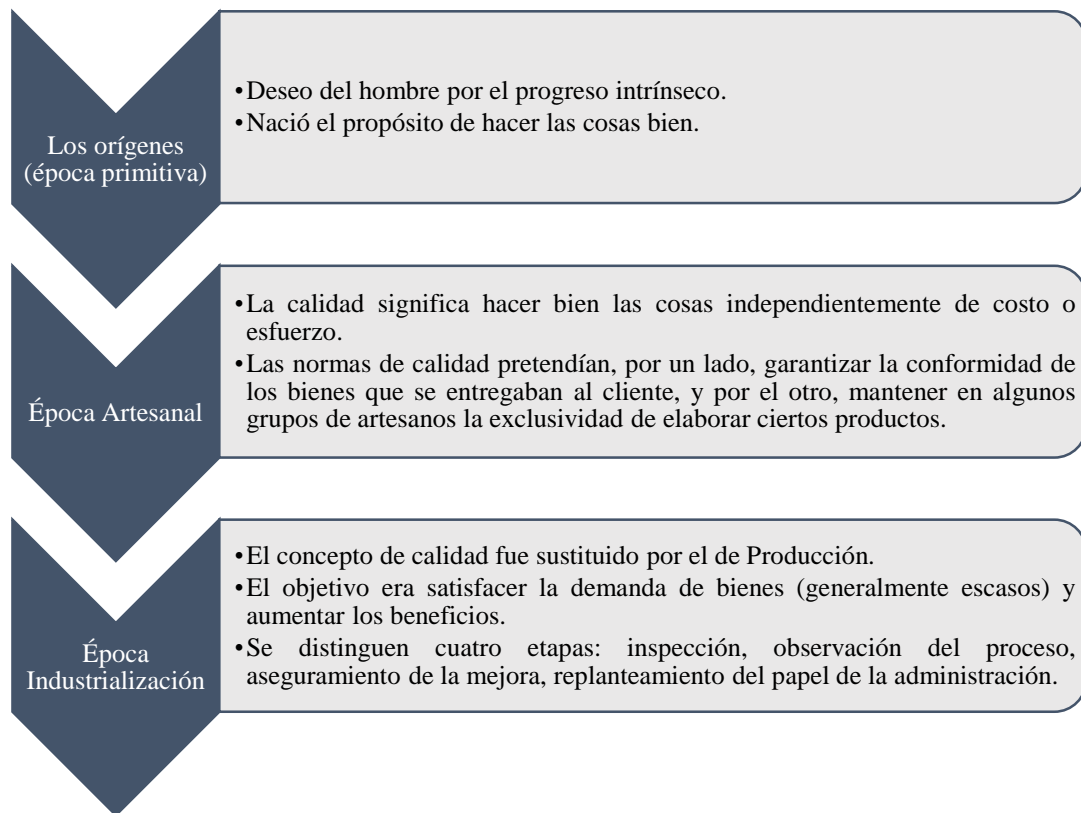 Los orígenes
(época primitiva)
•Deseo del hombre por el progreso intrínseco.
•Nació el propósito de hacer las cosas bien.
Época Artesanal
•La calidad significa hacer bien las cosas independientemente de costo o
esfuerzo.
•Las normas de calidad pretendían, por un lado, garantizar la conformidad de
los bienes que se entregaban al cliente, y por el otro, mantener en algunos
grupos de artesanos la exclusividad de elaborar ciertos productos.
Época
Industrialización
•El concepto de calidad fue sustituido por el de Producción.
•El objetivo era satisfacer la demanda de bienes (generalmente escasos) y
aumentar los beneficios.
•Se distinguen cuatro etapas: inspección, observación del proceso,
aseguramiento de la mejora, replanteamiento del papel de la administración.